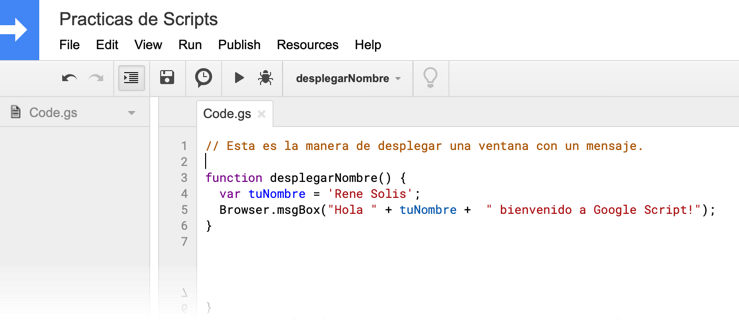 Practicas de Scripts
File Edit View Run Publish Resources Help
desplegarNombre
Code.gs
Code.gs ×
1 // Esta es la manera de desplegar una ventana con un mensaje.
2
3 function desplegarNombre() {
4 var tuNombre = 'Rene Solis';
5 Browser.msgBox("Hola " + tuNombre +  " bienvenido a Google Script!");
6 }
7
}